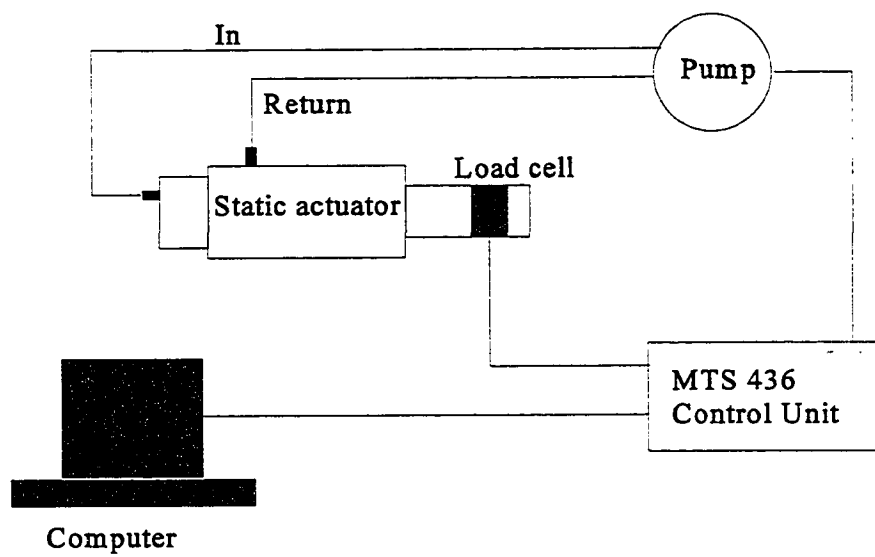 In
Pump
Return
Load cell
Static actuator
MTS 436
Control Unit
Computer